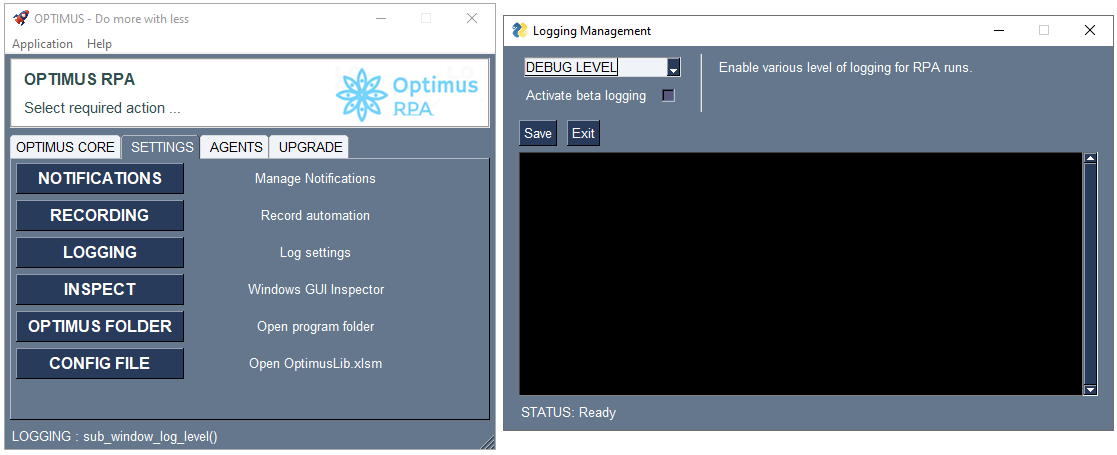 OPTIMUS - Do more with less
Application Help
OPTIMUS RPA
Select required action ...
Optimus
RPA
OPTIMUS CORE SETTINGS AGENTS UPGRADE
NOTIFICATIONS Manage Notifications
RECORDING Record automation
LOGGING Log settings
INSPECT Windows GUI Inspector
OPTIMUS FOLDER Open program folder
CONFIG FILE Open OptimusLib.xlsm
LOGGING : sub_window_log_level()
Logging Management
DEBUG LEVEL Enable various level of logging for RPA runs.
Activate beta logging
Save Exit
STATUS: Ready